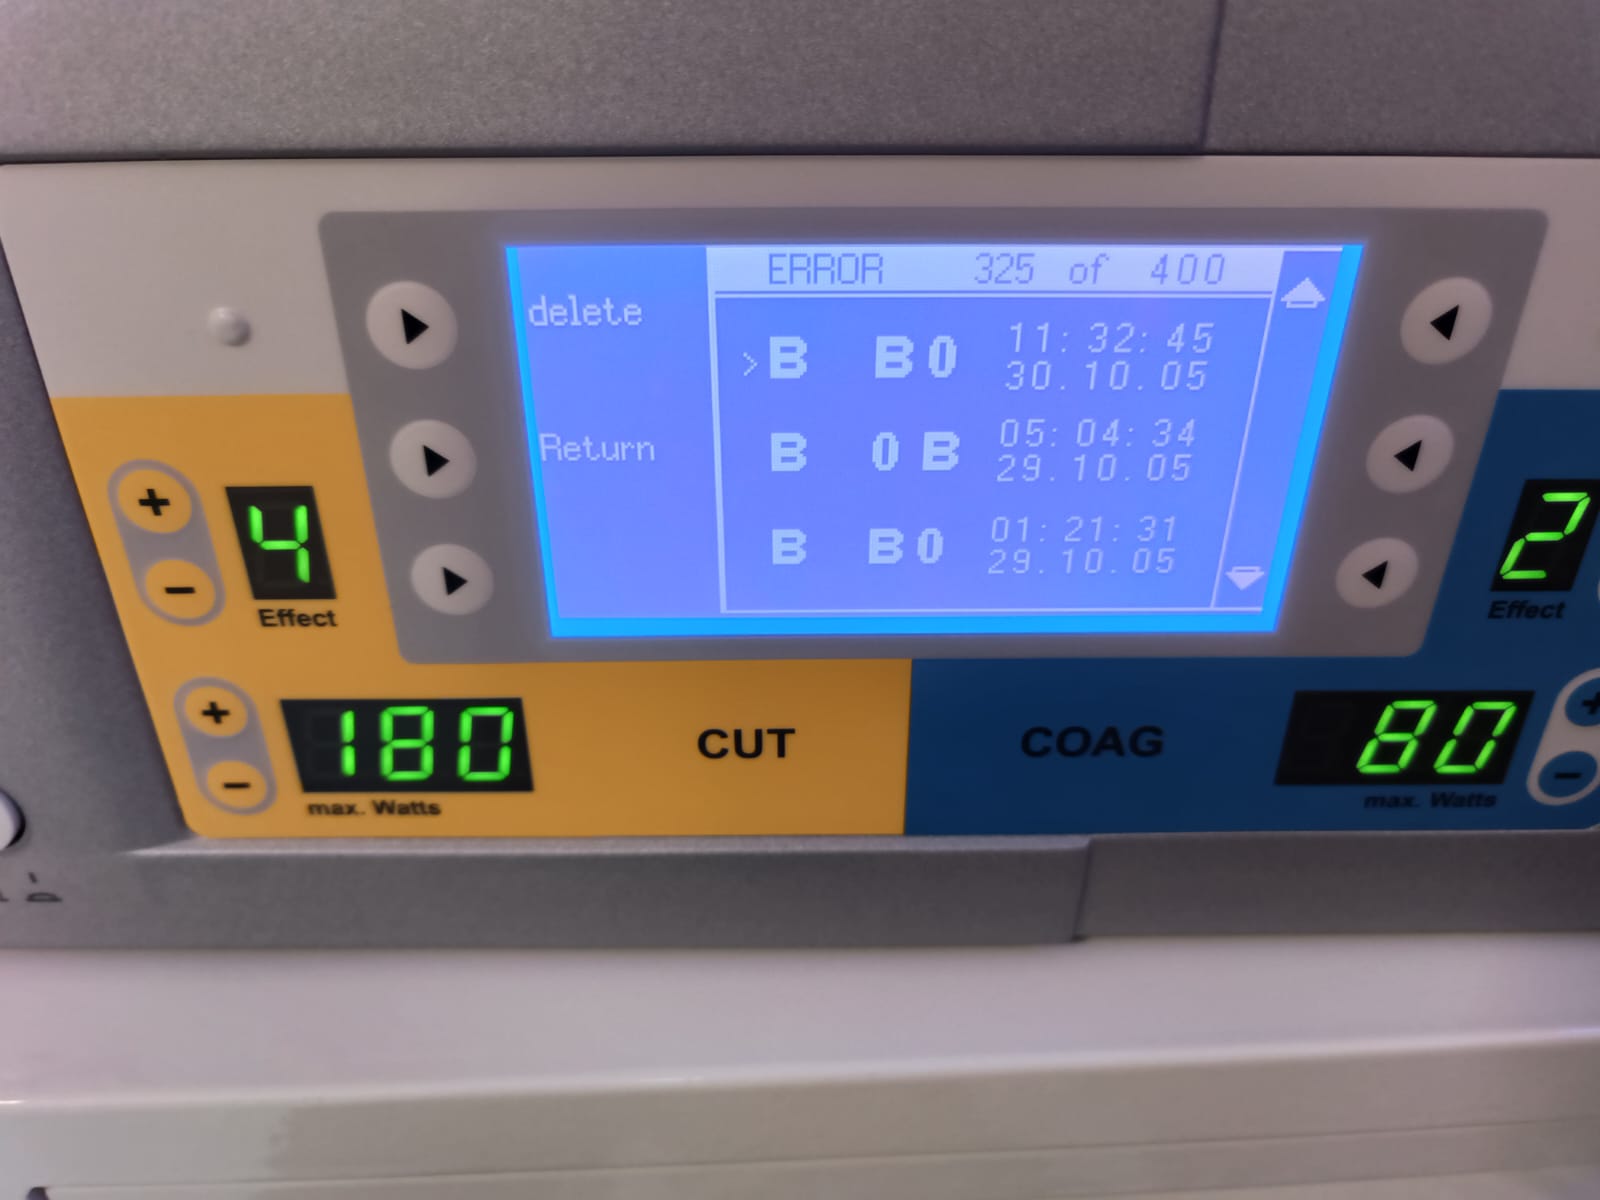 ERROR 325 of 400
delete
>B B0 11:32:45
30.10.05
Return
B 0B 05:04:34
29.10.05
B B0 01:21:31
29.10.05
+
-
4
Effect
2
Effect
+
-
180
max. Watts
CUT
COAG
80
max. Watts
+
-